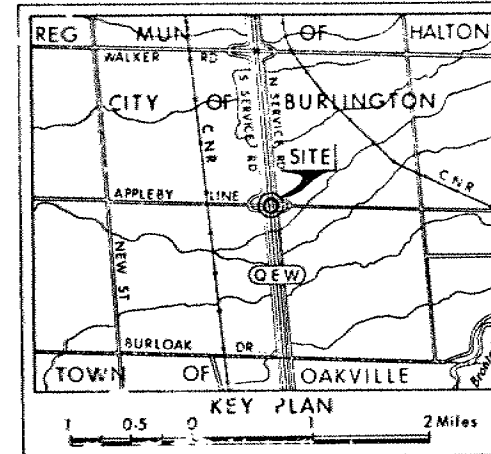 REG MUN OF HALTON
WALKER RD
CITY OF BURLINGTON
S SERVICE RD
N SERVICE RD
CNR
SITE
CNR
APPLEBY LINE
NEW ST
QEW
BURLOAK DR
TOWN OF OAKVILLE
KEY PLAN
1 0·5 0 1 2 Miles